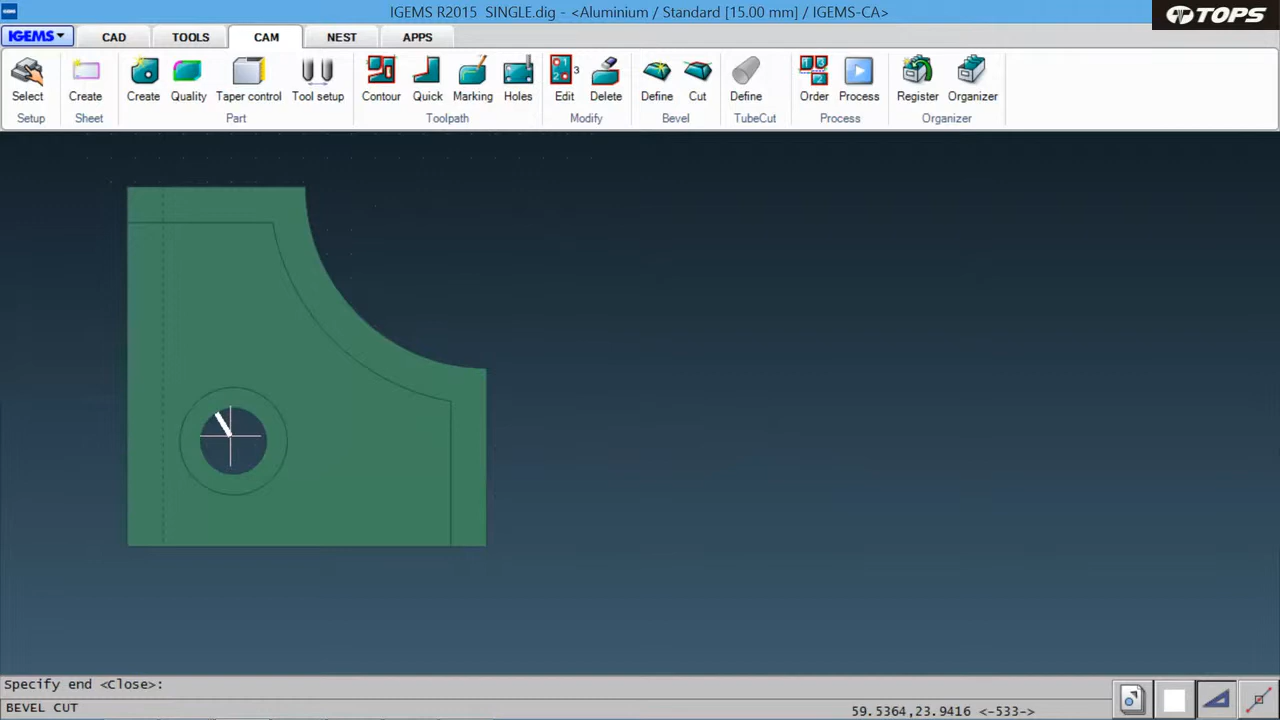 IGEMS R2015  SINGLE.dig - <Aluminium / Standard [15.00 mm] / IGEMS-CA>
TOPS
IGEMS CAD TOOLS CAM NEST APPS
Select Create Create Quality Taper control Tool setup Contour Quick Marking Holes Edit Delete Define Cut Define Order Process Register Organizer
Setup Sheet Part Toolpath Modify Bevel TubeCut Process Organizer
Specify end <Close>:
BEVEL CUT
59.5364,23.9416 <-533->